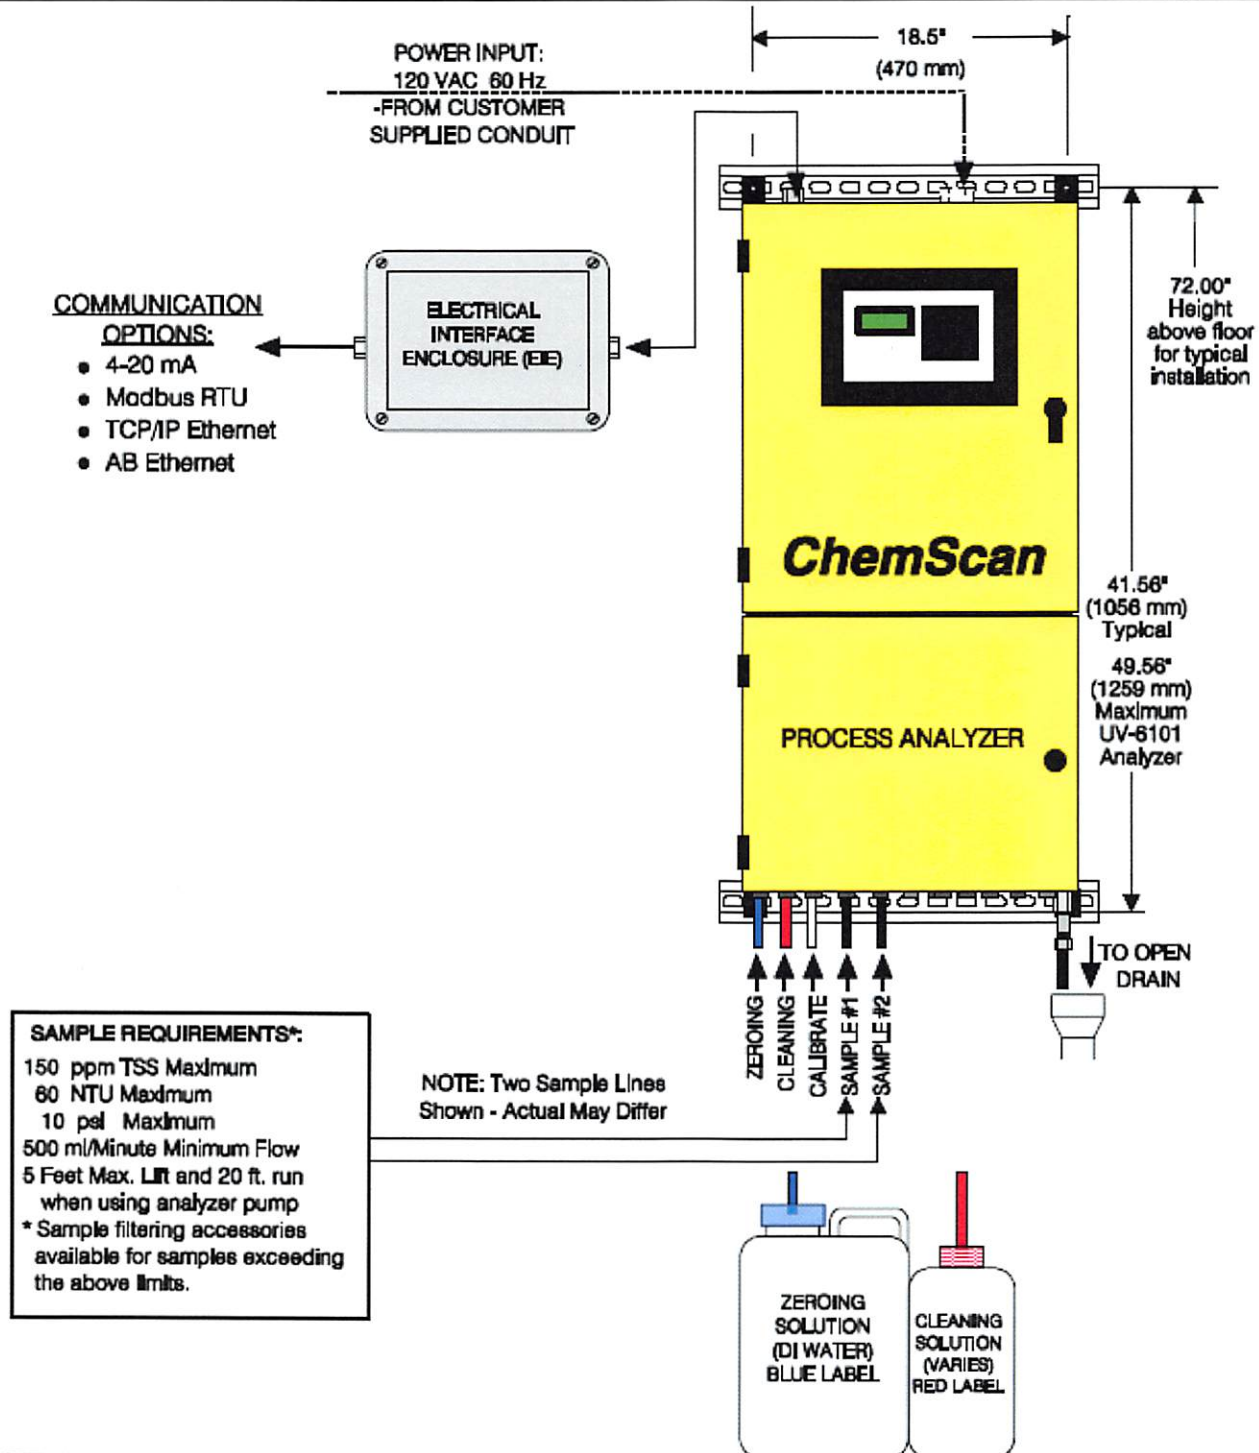 POWER INPUT:
120 VAC 60 Hz
-FROM CUSTOMER
SUPPLIED CONDUIT
18.5"
(470 mm)
COMMUNICATION
OPTIONS:
• 4-20 mA
• Modbus RTU
• TCP/IP Ethernet
• AB Ethernet
ELECTRICAL
INTERFACE
ENCLOSURE (EIE)
72.00"
Height
above floor
for typical
installation
ChemScan
41.56"
(1056 mm)
Typical
49.56"
(1259 mm)
Maximum
UV-6101
Analyzer
PROCESS ANALYZER
TO OPEN
DRAIN
ZEROING
CLEANING
CALIBRATE
SAMPLE #1
SAMPLE #2
SAMPLE REQUIREMENTS*:
150 ppm TSS Maximum
60 NTU Maximum
10 psi Maximum
500 ml/Minute Minimum Flow
5 Feet Max. Lift and 20 ft. run
when using analyzer pump
* Sample filtering accessories
available for samples exceeding
the above limits.
NOTE: Two Sample Lines
Shown - Actual May Differ
ZEROING
SOLUTION
(DI WATER)
BLUE LABEL
CLEANING
SOLUTION
(VARIES)
RED LABEL